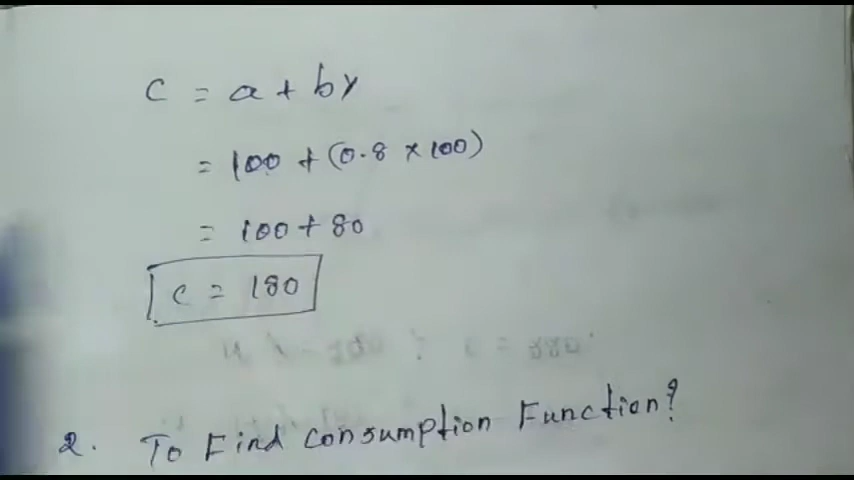 C = a + by
= 100 + (0.8 × 100)
= 100 + 80
C = 180
2. To Find consumption Function?